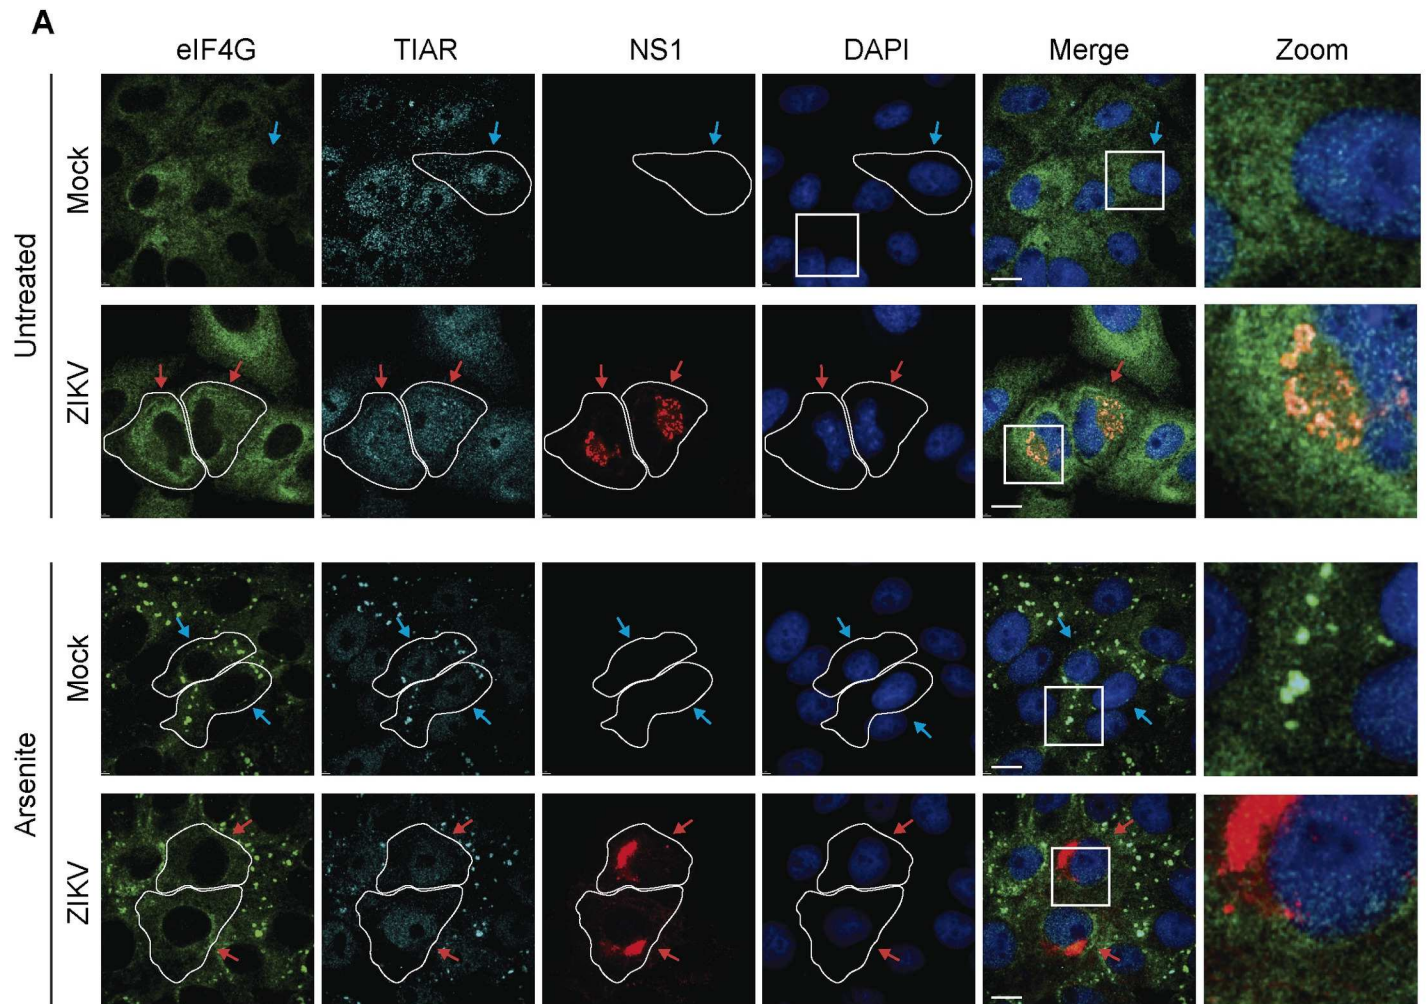 A
eIF4G TIAR NS1 DAPI Merge Zoom
Untreated
Mock
ZIKV
Arsenite
Mock
ZIKV